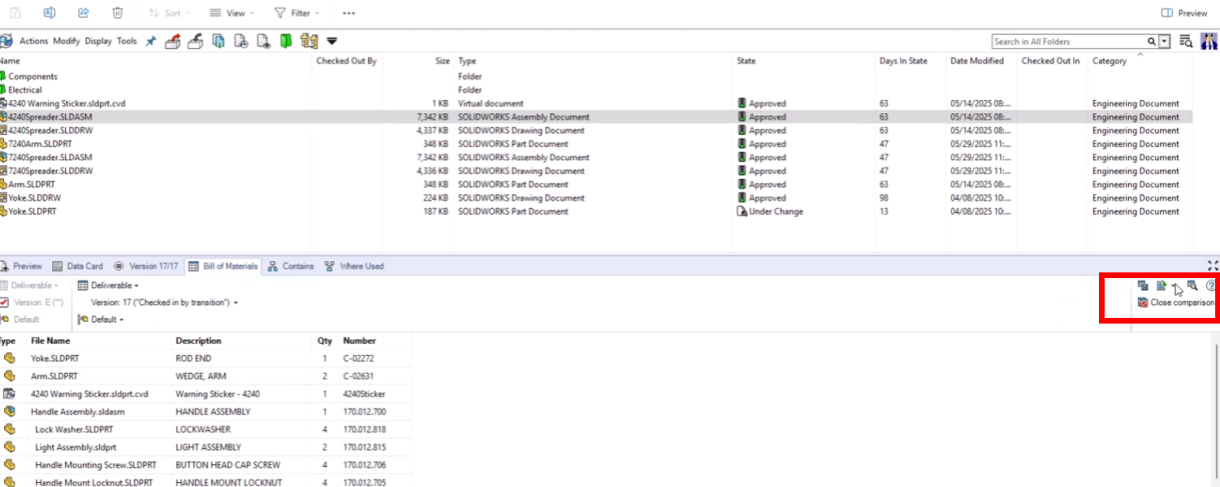 Sort View Filter ••• Preview
Actions Modify Display Tools Search in All Folders
Name Checked Out By Size Type State Days In State Date Modified Checked Out In Category
Components Folder
Electrical Folder
4240 Warning Sticker.sldprt.cvd 1 KB Virtual document Approved 63 05/14/2025 08:... Engineering Document
4240Spreader.SLDASM 7,342 KB SOLIDWORKS Assembly Document Approved 63 05/14/2025 08:... Engineering Document
4240Spreader.SLDDRW 4,337 KB SOLIDWORKS Drawing Document Approved 63 05/14/2025 08:... Engineering Document
7240Arm.SLDPRT 348 KB SOLIDWORKS Part Document Approved 47 05/29/2025 11:... Engineering Document
7240Spreader.SLDASM 7,342 KB SOLIDWORKS Assembly Document Approved 47 05/29/2025 11:... Engineering Document
7240Spreader.SLDDRW 4,336 KB SOLIDWORKS Drawing Document Approved 47 05/29/2025 11:... Engineering Document
Arm.SLDPRT 348 KB SOLIDWORKS Part Document Approved 63 05/14/2025 08:... Engineering Document
Yoke.SLDDRW 224 KB SOLIDWORKS Drawing Document Approved 98 04/08/2025 10:... Engineering Document
Yoke.SLDPRT 187 KB SOLIDWORKS Part Document Under Change 13 04/08/2025 10:... Engineering Document
Preview Data Card Version 17/17 Bill of Materials Contains Where Used
Deliverable Deliverable
Version: E ("") Version: 17 ("Checked in by transition") Close comparison
Default Default
Type File Name Description Qty Number
Yoke.SLDPRT ROD END 1 C-02272
Arm.SLDPRT WEDGE, ARM 2 C-02631
4240 Warning Sticker.sldprt.cvd Warning Sticker - 4240 1 4240Sticker
Handle Assembly.sldasm HANDLE ASSEMBLY 1 170.012.700
Lock Washer.SLDPRT LOCKWASHER 4 170.012.818
Light Assembly.sldprt LIGHT ASSEMBLY 2 170.012.815
Handle Mounting Screw.SLDPRT BUTTON HEAD CAP SCREW 4 170.012.706
Handle Mount Locknut.SLDPRT HANDLE MOUNT LOCKNUT 4 170.012.705